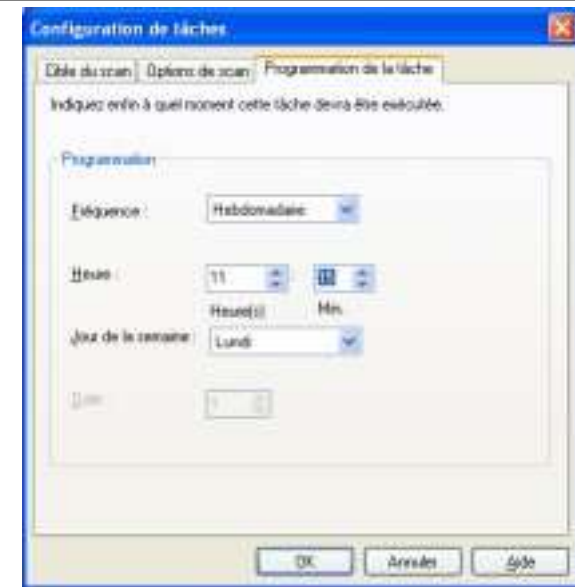 Configuration de tâches
Cible du scan Options de scan Programmation de la tâche
Indiquez enfin à quel moment cette tâche devra être exécutée.
Programmation
Fréquence : Hebdomadaire
Heure : 11
Heure(s) Min.
Jour de la semaine : Lundi
Date :
OK Annuler Aide